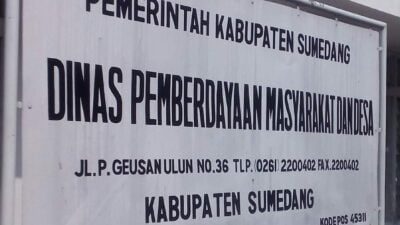 PEMERINTAH KABUPATEN SUMEDANG
DINAS PEMBERDAYAAN MASYARAKAT DAN DESA
JL.P.GEUSAN ULUN NO.36 TLP.(0261) 2200402 FAX.2200402
KABUPATEN SUMEDANG
KODE POS 45311